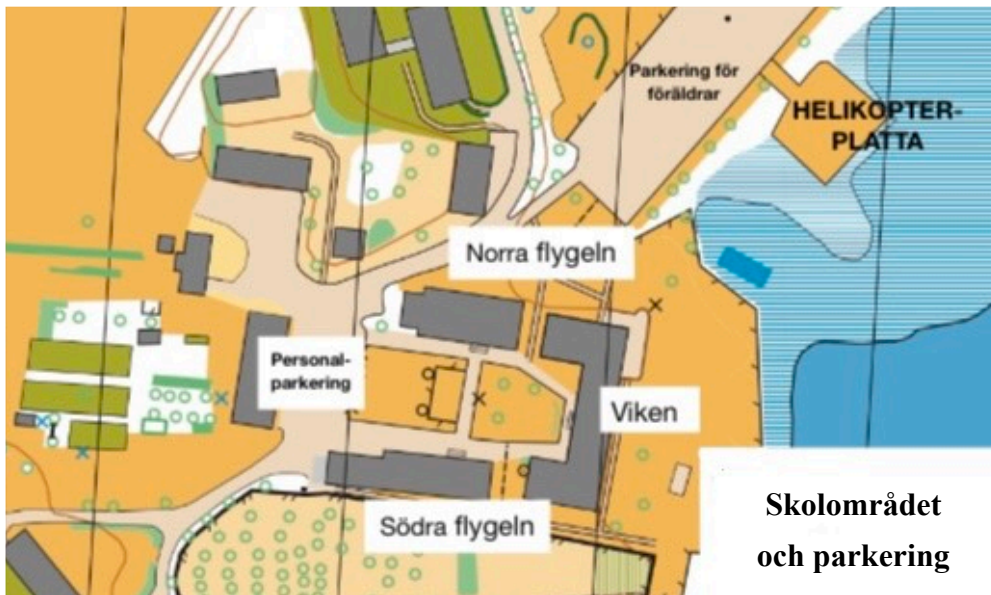 Parkering för
föräldrar
HELIKOPTER-
PLATTA
Norra flygeln
Personal-
parkering
Viken
Södra flygeln
Skolområdet
och parkering